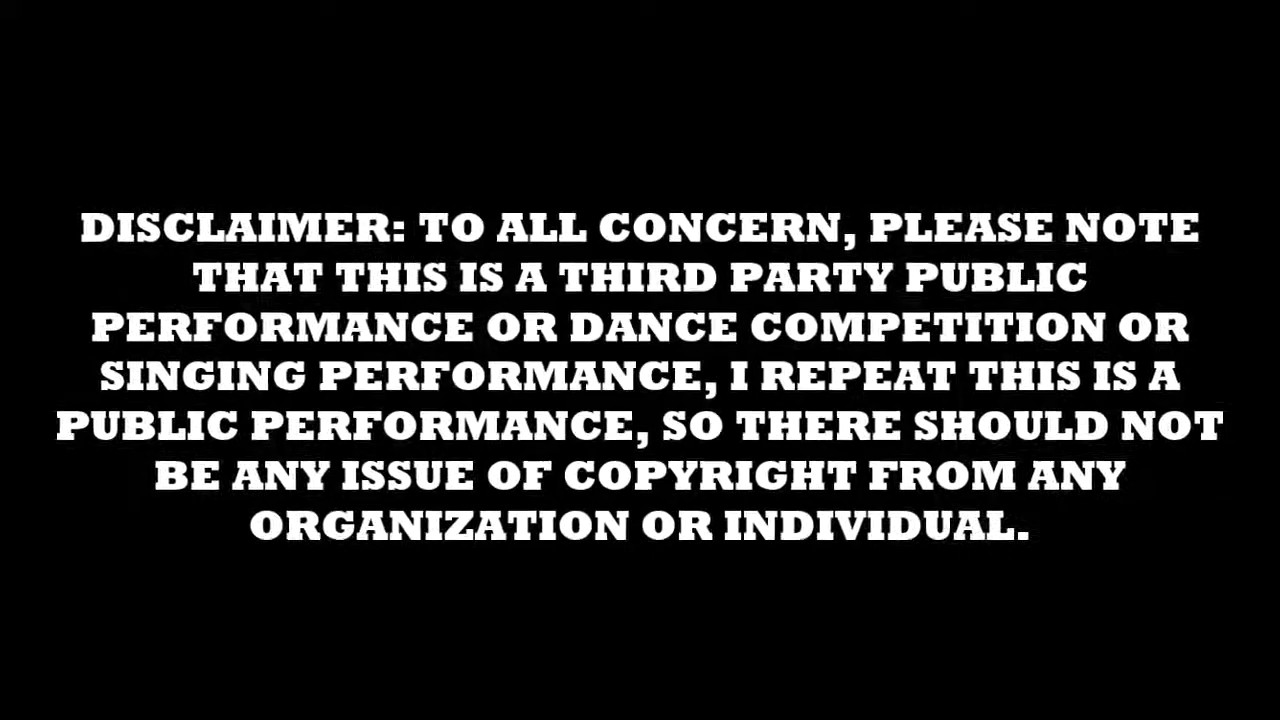 DISCLAIMER: TO ALL CONCERN, PLEASE NOTE
THAT THIS IS A THIRD PARTY PUBLIC
PERFORMANCE OR DANCE COMPETITION OR
SINGING PERFORMANCE, I REPEAT THIS IS A
PUBLIC PERFORMANCE, SO THERE SHOULD NOT
BE ANY ISSUE OF COPYRIGHT FROM ANY
ORGANIZATION OR INDIVIDUAL.